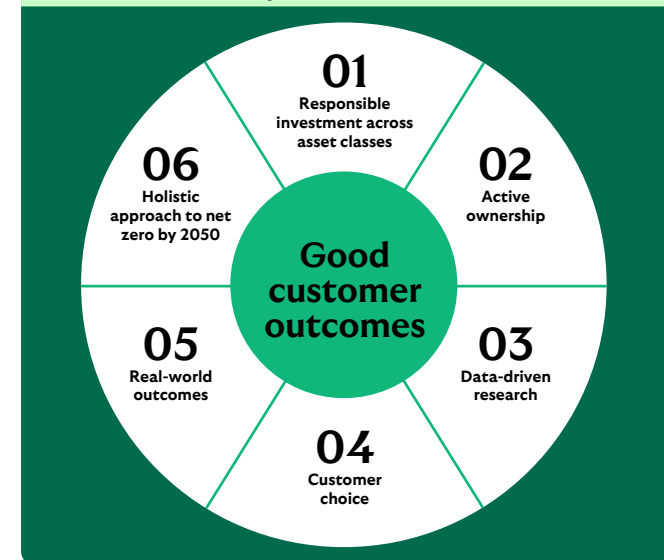 01
Responsible
investment across
asset classes
02
Active
ownership
03
Data-driven
research
04
Customer
choice
05
Real-world
outcomes
06
Holistic
approach to net
zero by 2050
Good
customer
outcomes